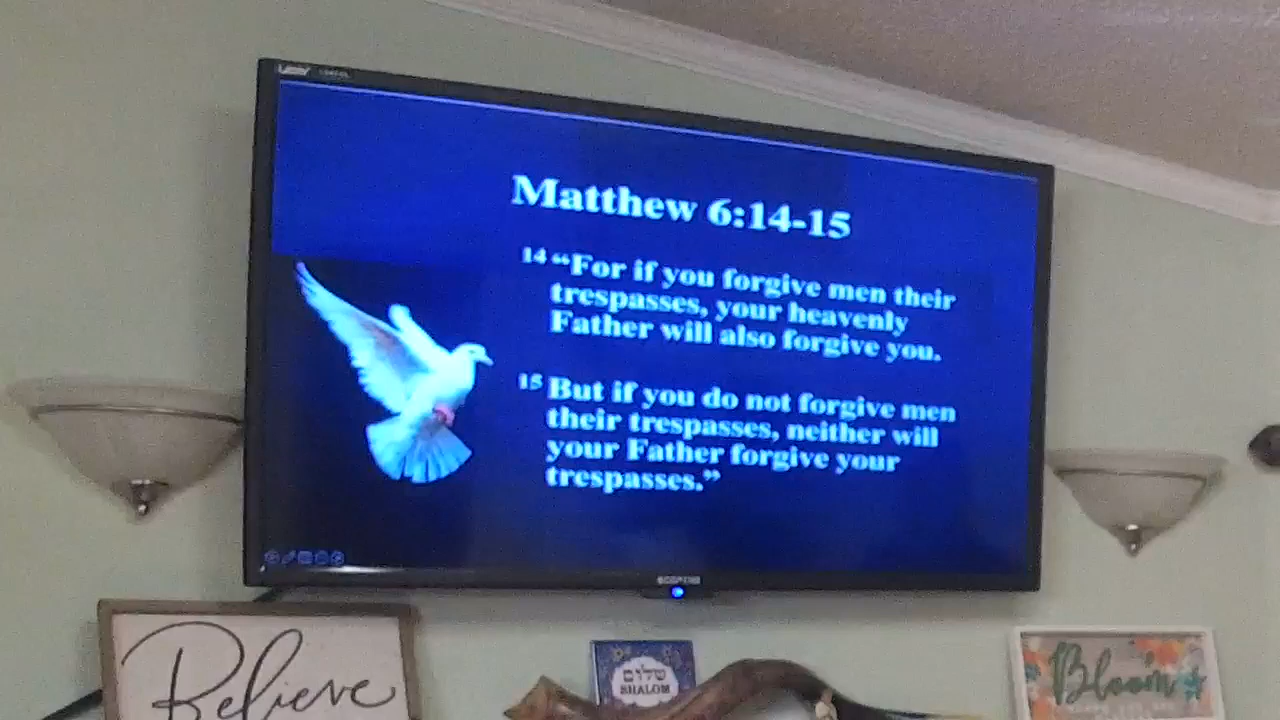 Matthew 6:14-15
14 “For if you forgive men their
trespasses, your heavenly
Father will also forgive you.
15 But if you do not forgive men
their trespasses, neither will
your Father forgive your
trespasses.”
SCEPTRE
Believe
שלום
SHALOM
Bloom